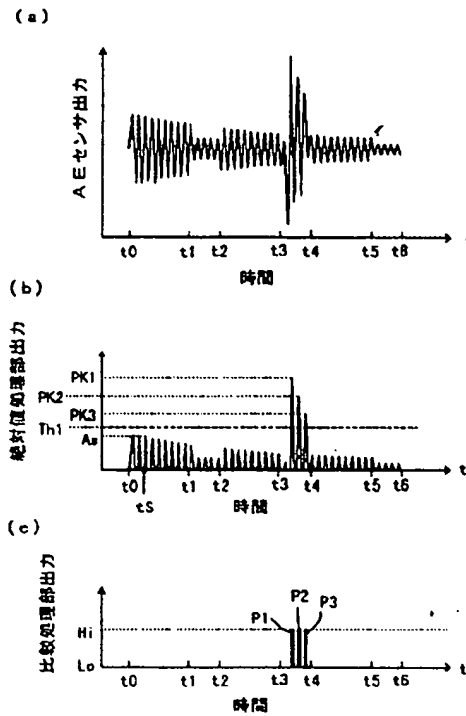 (a)
AEセンサ出力
t0 t1 t2 t3 t4 t5 t6
時間
(b)
絶対値処理部出力
PK1
PK2
PK3
Th1
As
t0 t1 t2 t3 t4 t5 t6 t
tS
時間
(c)
比較処理部出力
P1 P2 P3
Hi
Lo
t0 t1 t2 t3 t4 t5 t6 t
時間